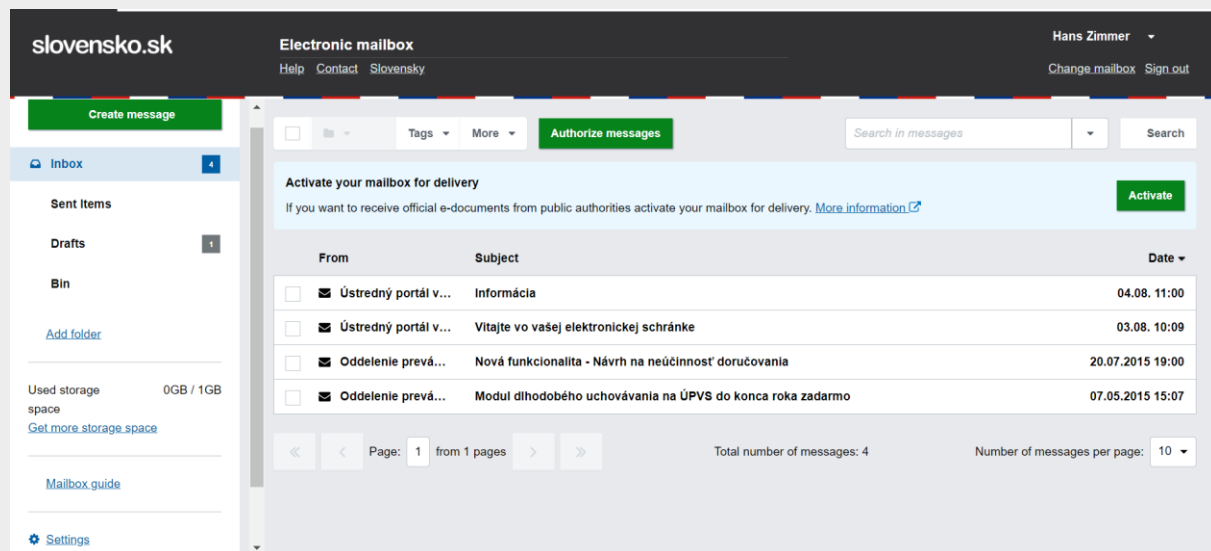 slovensko.sk
Electronic mailbox
Help Contact Slovensky
Hans Zimmer
Change mailbox Sign out
Create message
Inbox 4
Sent Items
Drafts 1
Bin
Add folder
Used storage space 0GB / 1GB
Get more storage space
Mailbox guide
Settings
Tags More Authorize messages Search in messages Search
Activate your mailbox for delivery
If you want to receive official e-documents from public authorities activate your mailbox for delivery. More information
Activate
From Subject Date
Ústredný portál v... Informácia 04.08. 11:00
Ústredný portál v... Vitajte vo vašej elektronickej schránke 03.08. 10:09
Oddelenie prevá... Nová funkcionalita - Návrh na neúčinnosť doručovania 20.07.2015 19:00
Oddelenie prevá... Modul dlhodobého uchovávania na ÚPVS do konca roka zadarmo 07.05.2015 15:07
Page: 1 from 1 pages Total number of messages: 4 Number of messages per page: 10